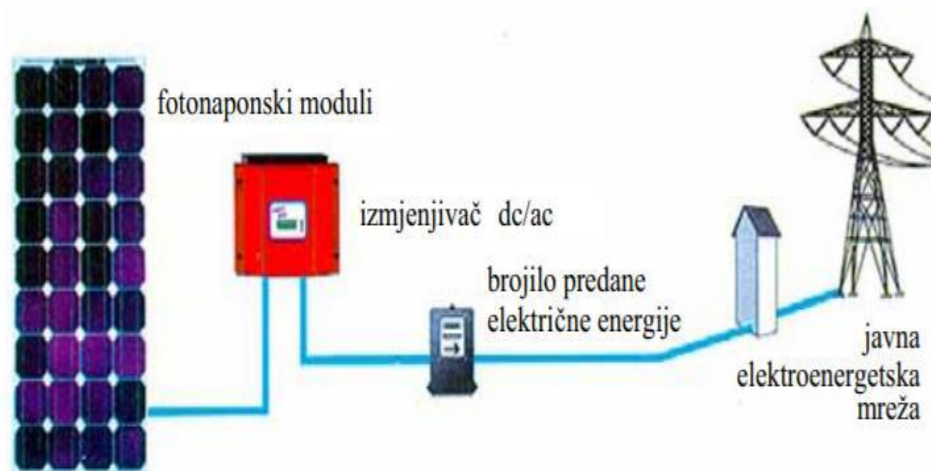 fotonaponski moduli
izmjenjivač dc/ac
brojilo predane
električne energije
javna
elektroenergetska
mreža